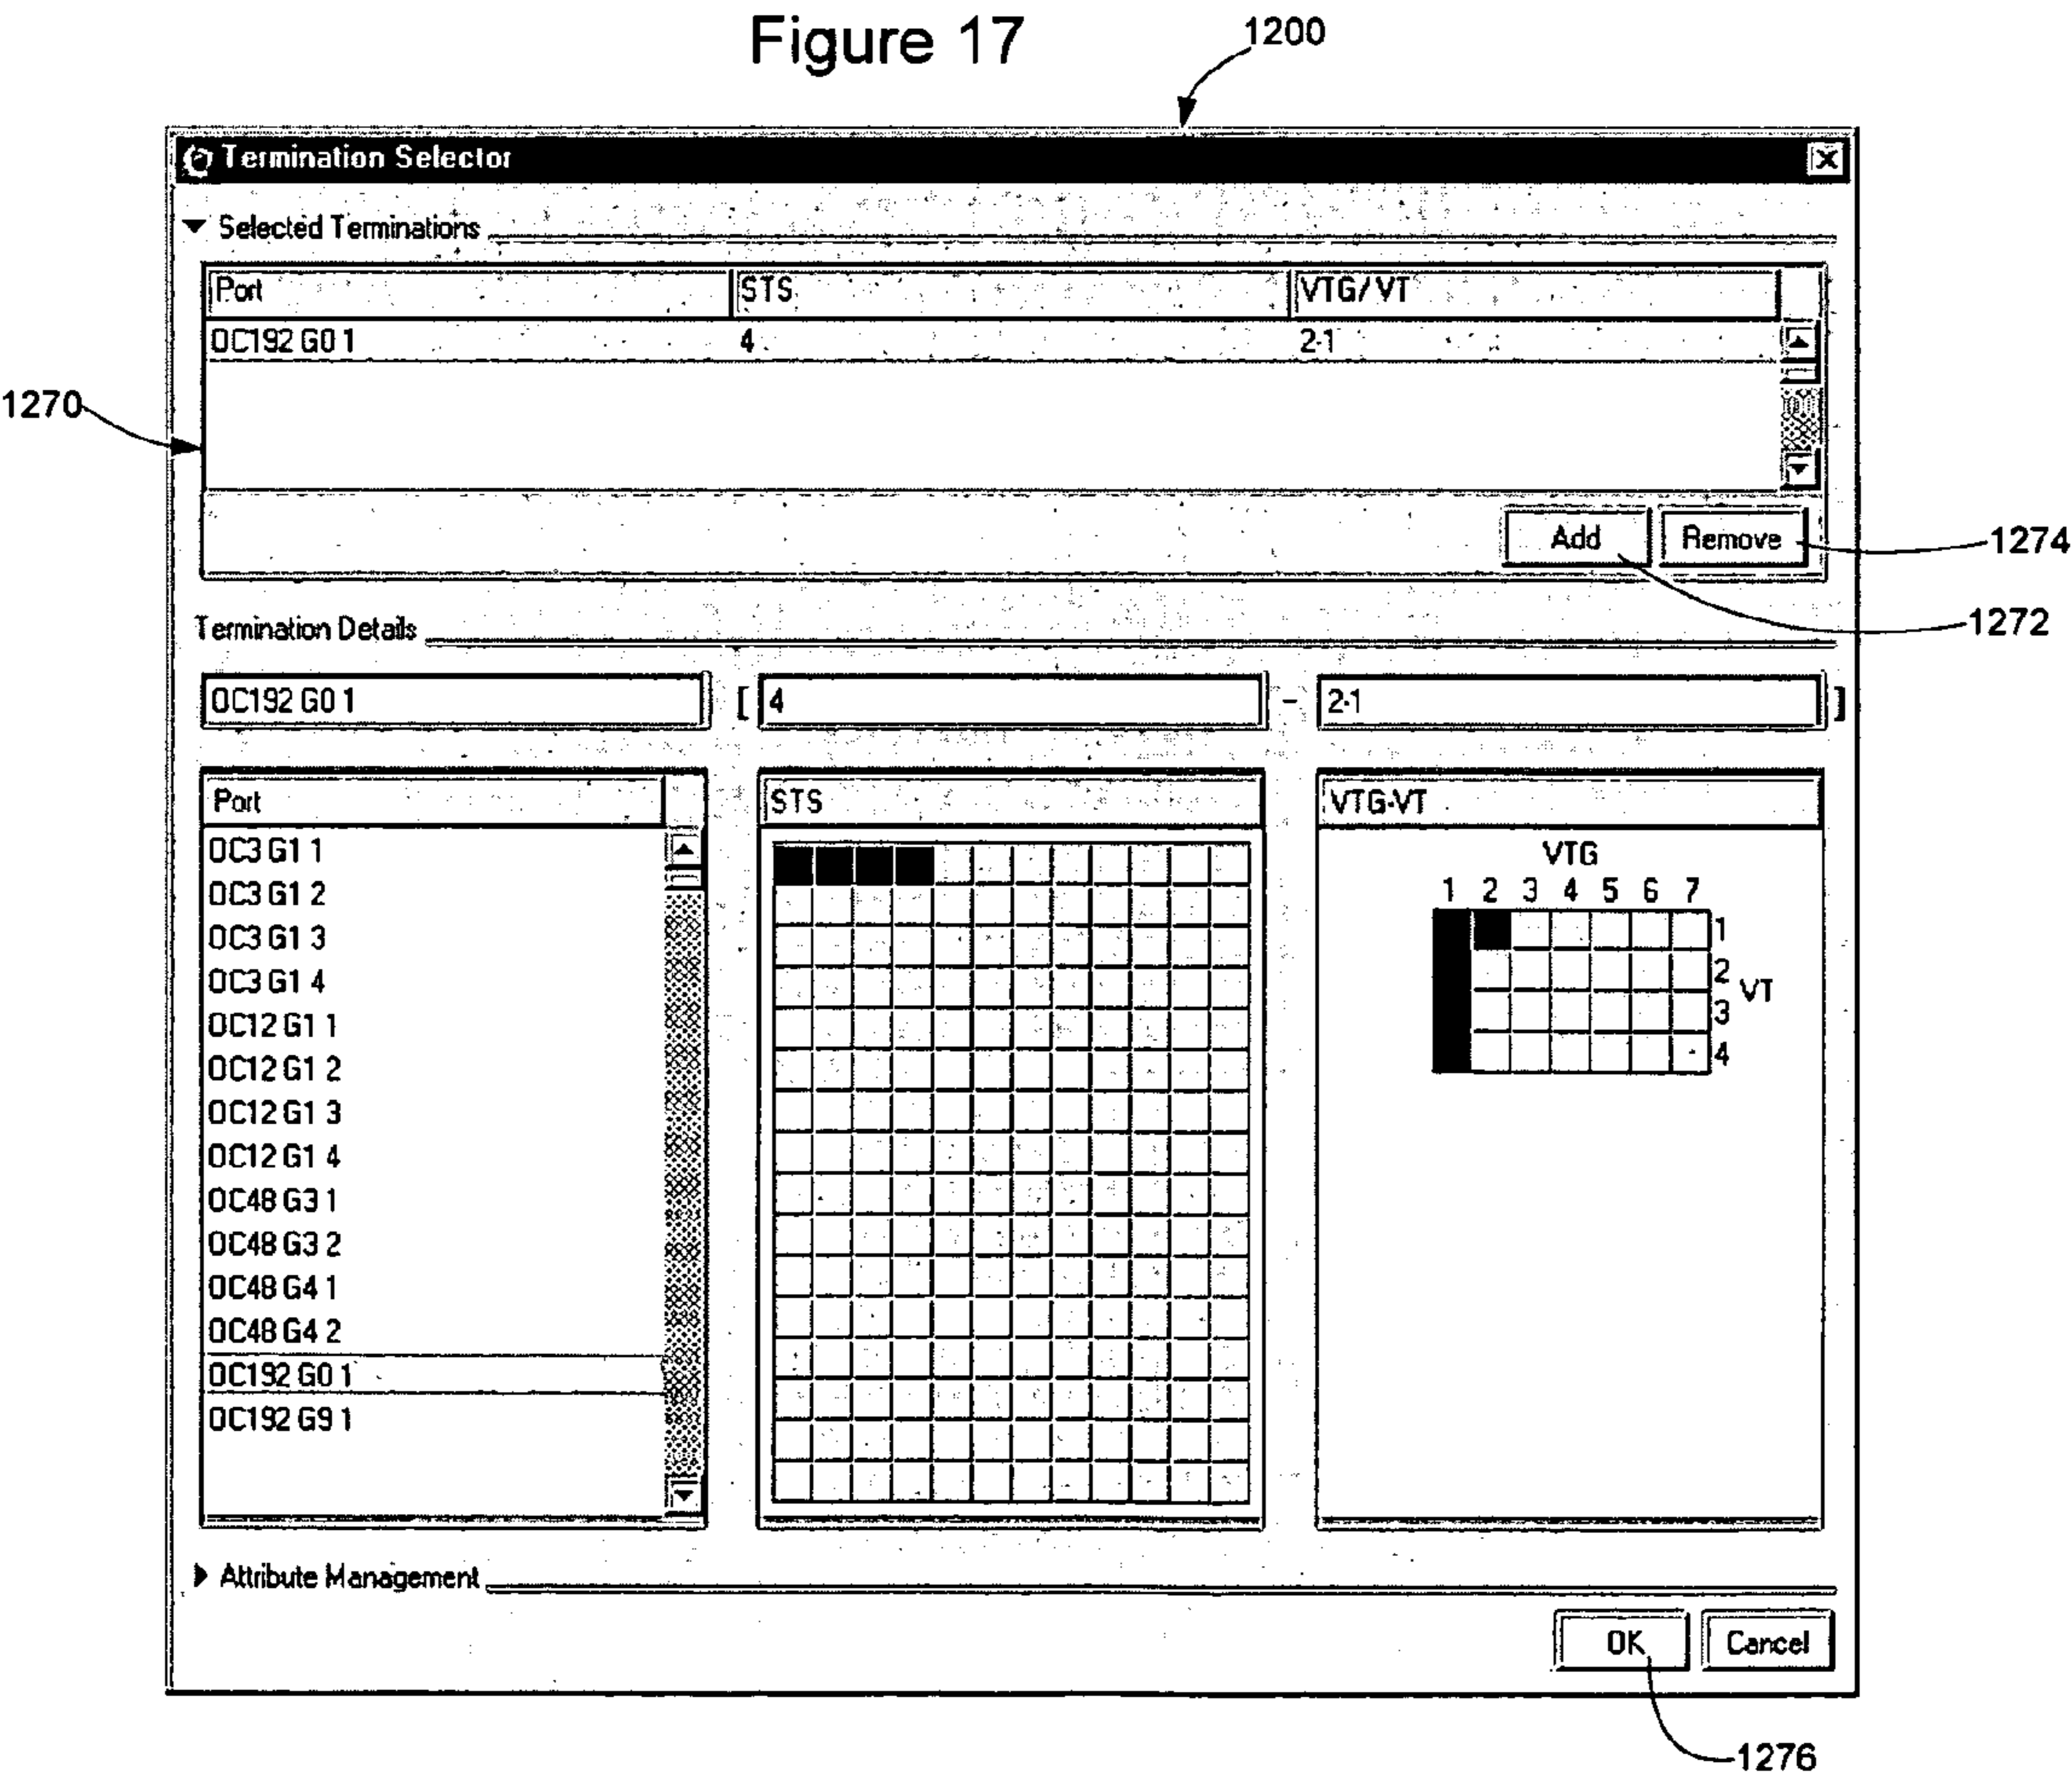 Figure 17
1200
Termination Selector
Selected Terminations
Port STS VTG/VT
OC192 G0 1 4 2-1
1270
Add Remove
1274
1272
Termination Details
OC192 G0 1 [ 4 - 2-1 ]
Port STS VTG-VT
OC3 G1 1
OC3 G1 2
OC3 G1 3
OC3 G1 4
OC12 G1 1
OC12 G1 2
OC12 G1 3
OC12 G1 4
OC48 G3 1
OC48 G3 2
OC48 G4 1
OC48 G4 2
OC192 G0 1
OC192 G9 1
VTG
1 2 3 4 5 6 7
1
2
VT
3
4
Attribute Management
OK Cancel
1276